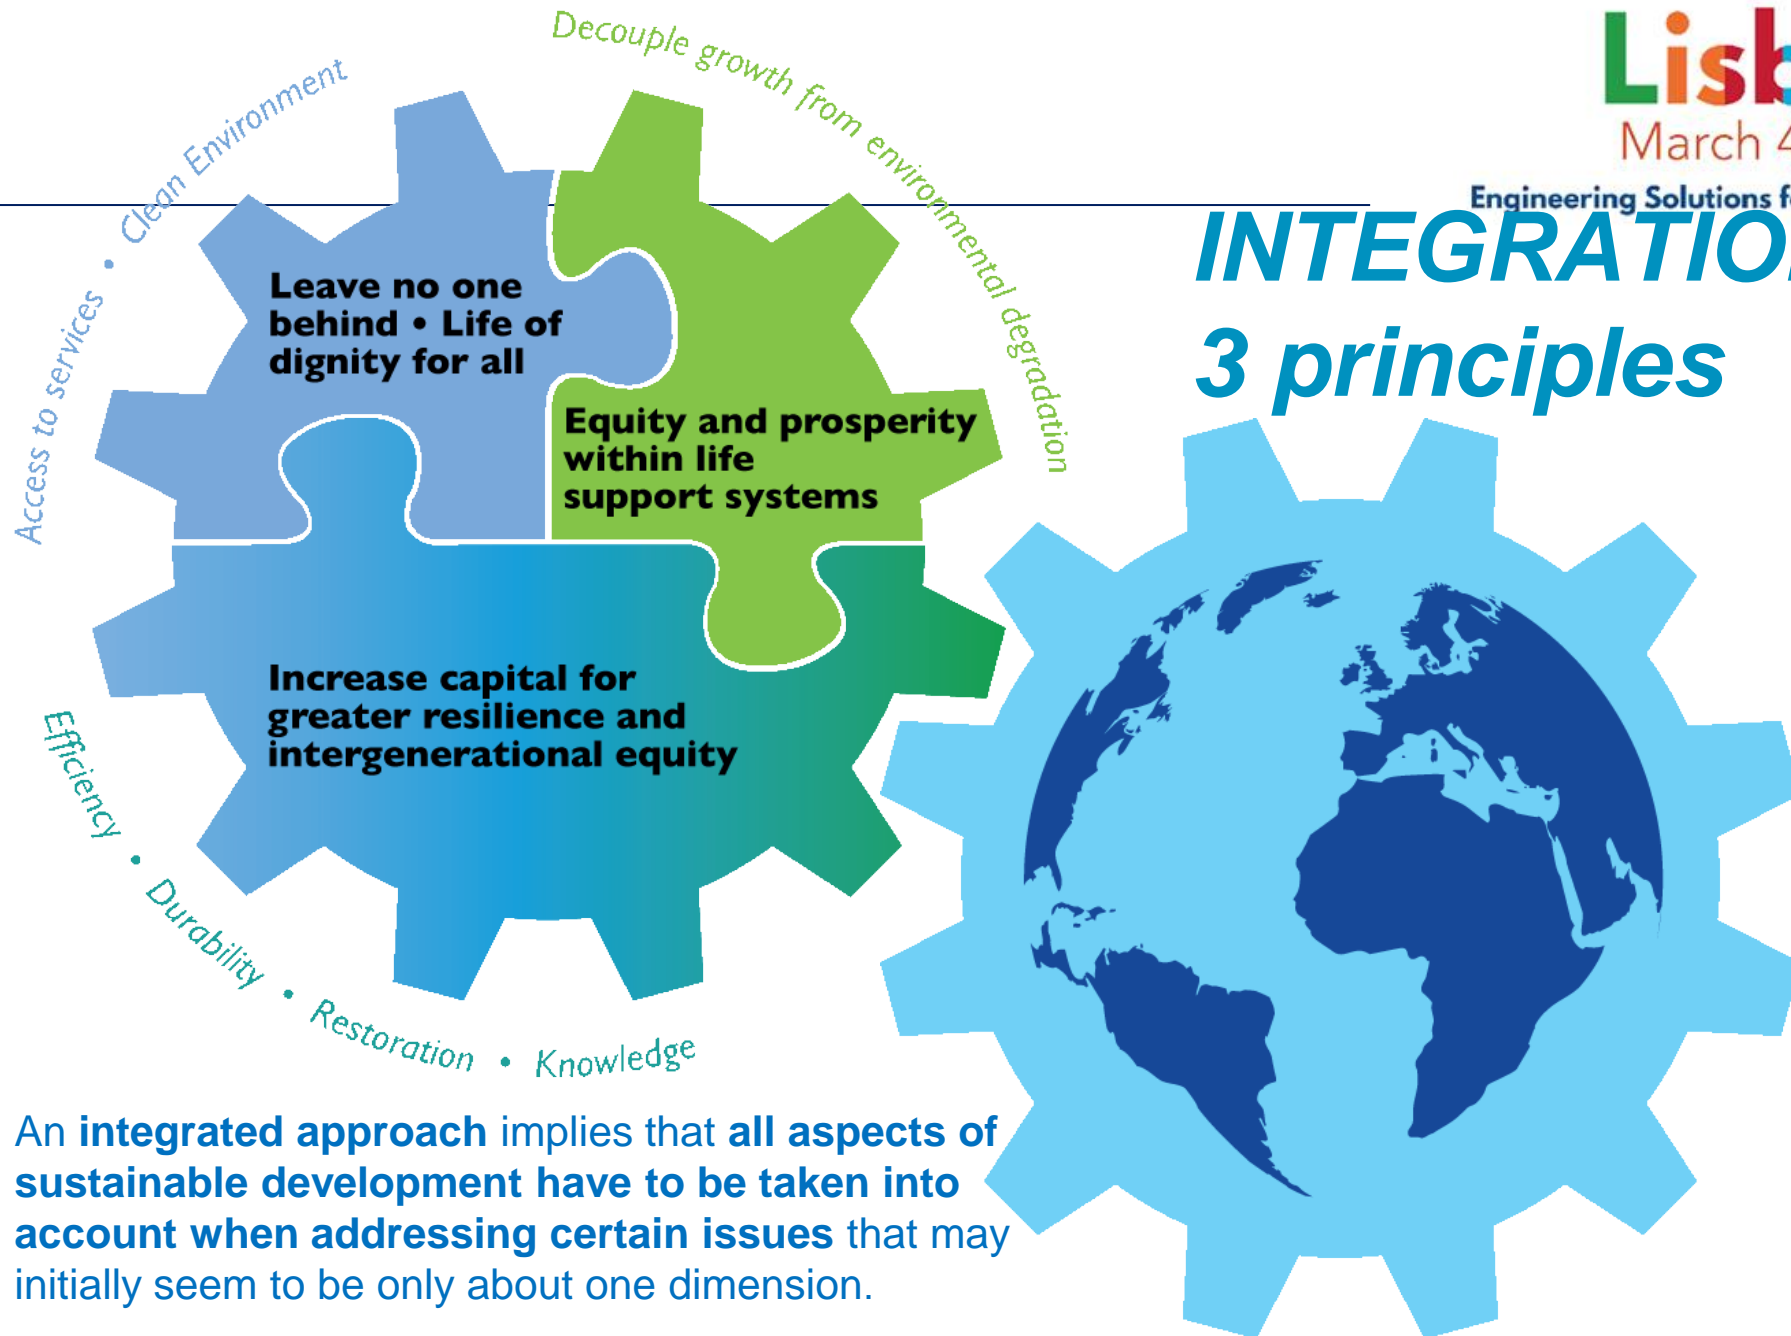 Lisb
March 4
Engineering Solutions f
INTEGRATION
3 principles
Decouple growth from environmental degradation
Access to services • Clean Environment
Leave no one
behind • Life of
dignity for all
Equity and prosperity
within life
support systems
Increase capital for
greater resilience and
intergenerational equity
Efficiency • Durability • Restoration • Knowledge
An integrated approach implies that all aspects of
sustainable development have to be taken into
account when addressing certain issues that may
initially seem to be only about one dimension.